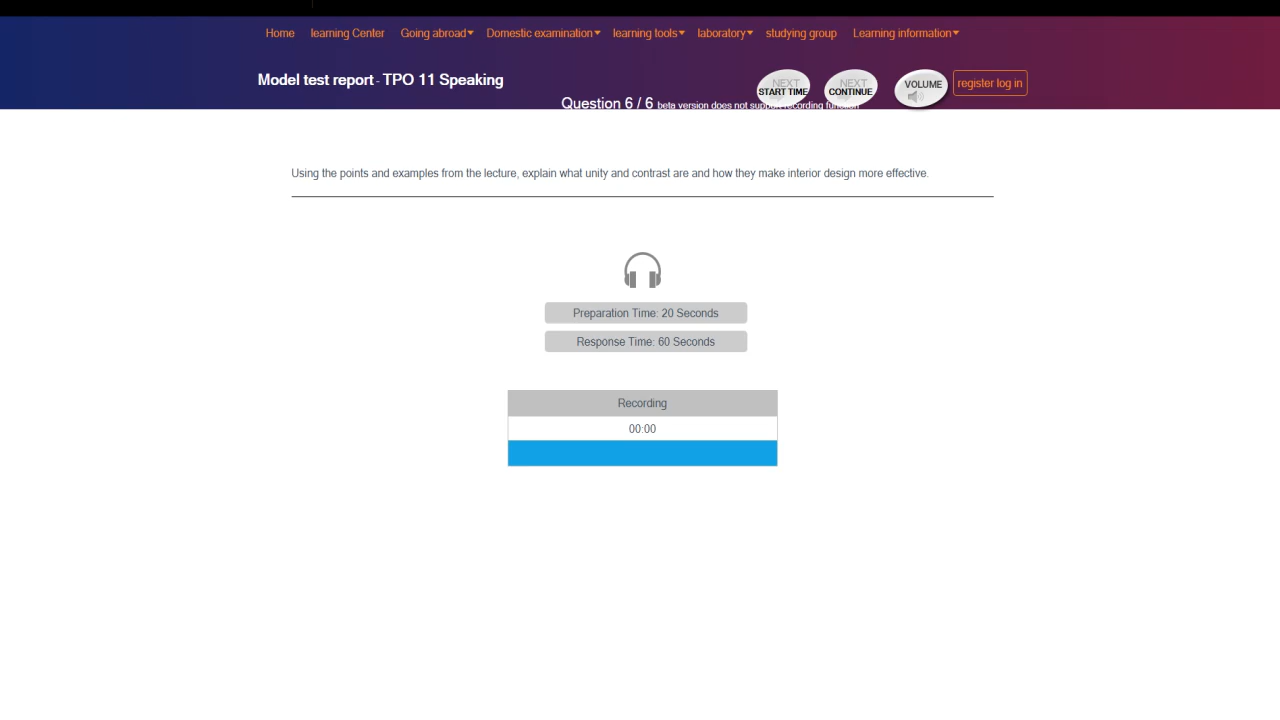 Home learning Center Going abroad Domestic examination learning tools laboratory studying group Learning information
Model test report - TPO 11 Speaking
NEXT
START TIME
NEXT
CONTINUE
VOLUME
register log in
Question 6 / 6 beta version does not support recording function
Using the points and examples from the lecture, explain what unity and contrast are and how they make interior design more effective.
Preparation Time: 20 Seconds
Response Time: 60 Seconds
Recording
00:00